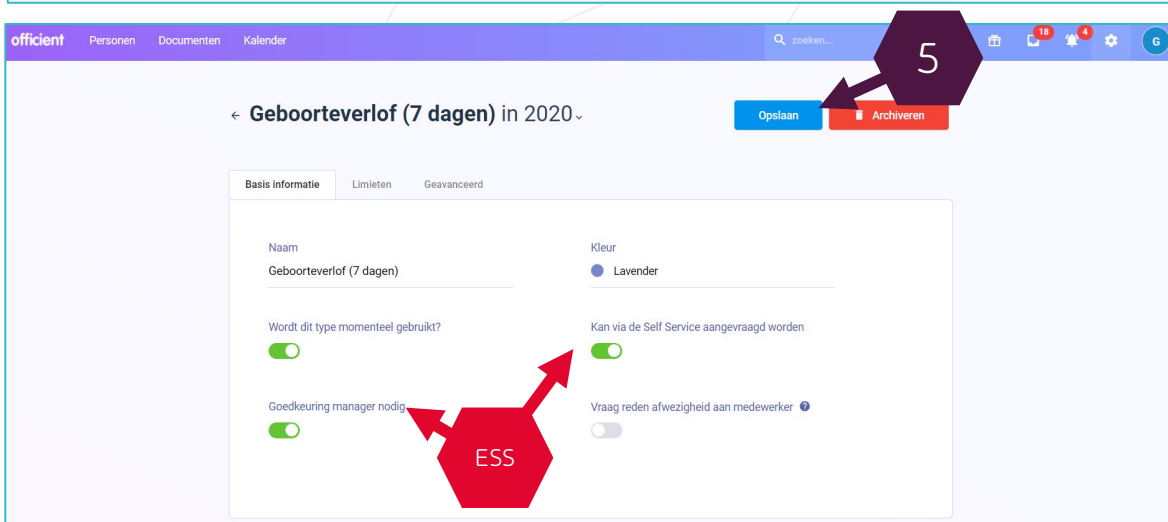 officient Personen Documenten Kalender zoeken... 18 4 G
5
← Geboorteverlof (7 dagen) in 2020
Opslaan Archiveren
Basis informatie Limieten Geavanceerd
Naam Kleur
Geboorteverlof (7 dagen) Lavender
Wordt dit type momenteel gebruikt? Kan via de Self Service aangevraagd worden
Goedkeuring manager nodig Vraag reden afwezigheid aan medewerker ?
ESS